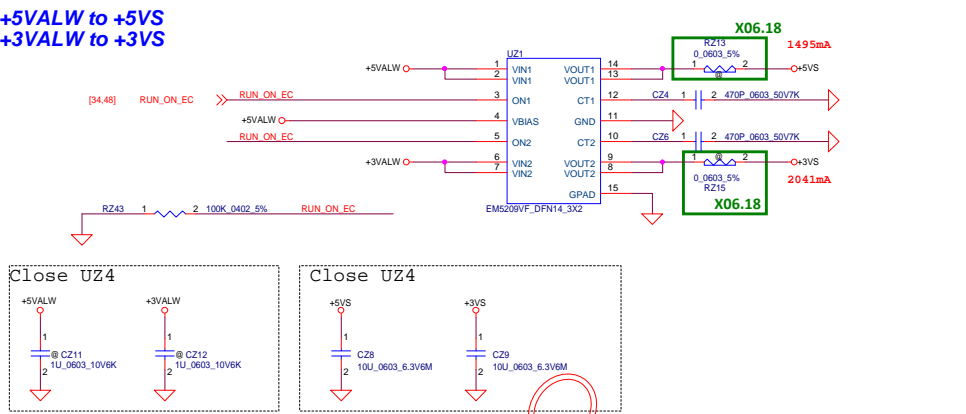 +5VALW to +5VS
+3VALW to +3VS
X06.18
RZ13
0_0603_5%
1495mA
1 2
@
+5VS
UZ1
+5VALW
1 VIN1 VOUT1 14
2 VIN1 VOUT1 13
[34,48] RUN_ON_EC RUN_ON_EC 3 ON1 CT1 12 CZ4 1 2 470P_0603_50V7K
+5VALW 4 VBIAS GND 11
RUN_ON_EC 5 ON2 CT2 10 CZ6 1 2 470P_0603_50V7K
+3VALW 6 VIN2 VOUT2 9 1 @ 2 +3VS
7 VIN2 VOUT2 8
0_0603_5% 2041mA
RZ15
GPAD 15
X06.18
EM5209VF_DFN14_3X2
RZ43 1 2 100K_0402_5% RUN_ON_EC
Close UZ4
+5VALW +3VALW
1 1
@ CZ11 @ CZ12
1U_0603_10V6K 1U_0603_10V6K
2 2
Close UZ4
+5VS +3VS
1 1
CZ8 CZ9
10U_0603_6.3V6M 10U_0603_6.3V6M
2 2